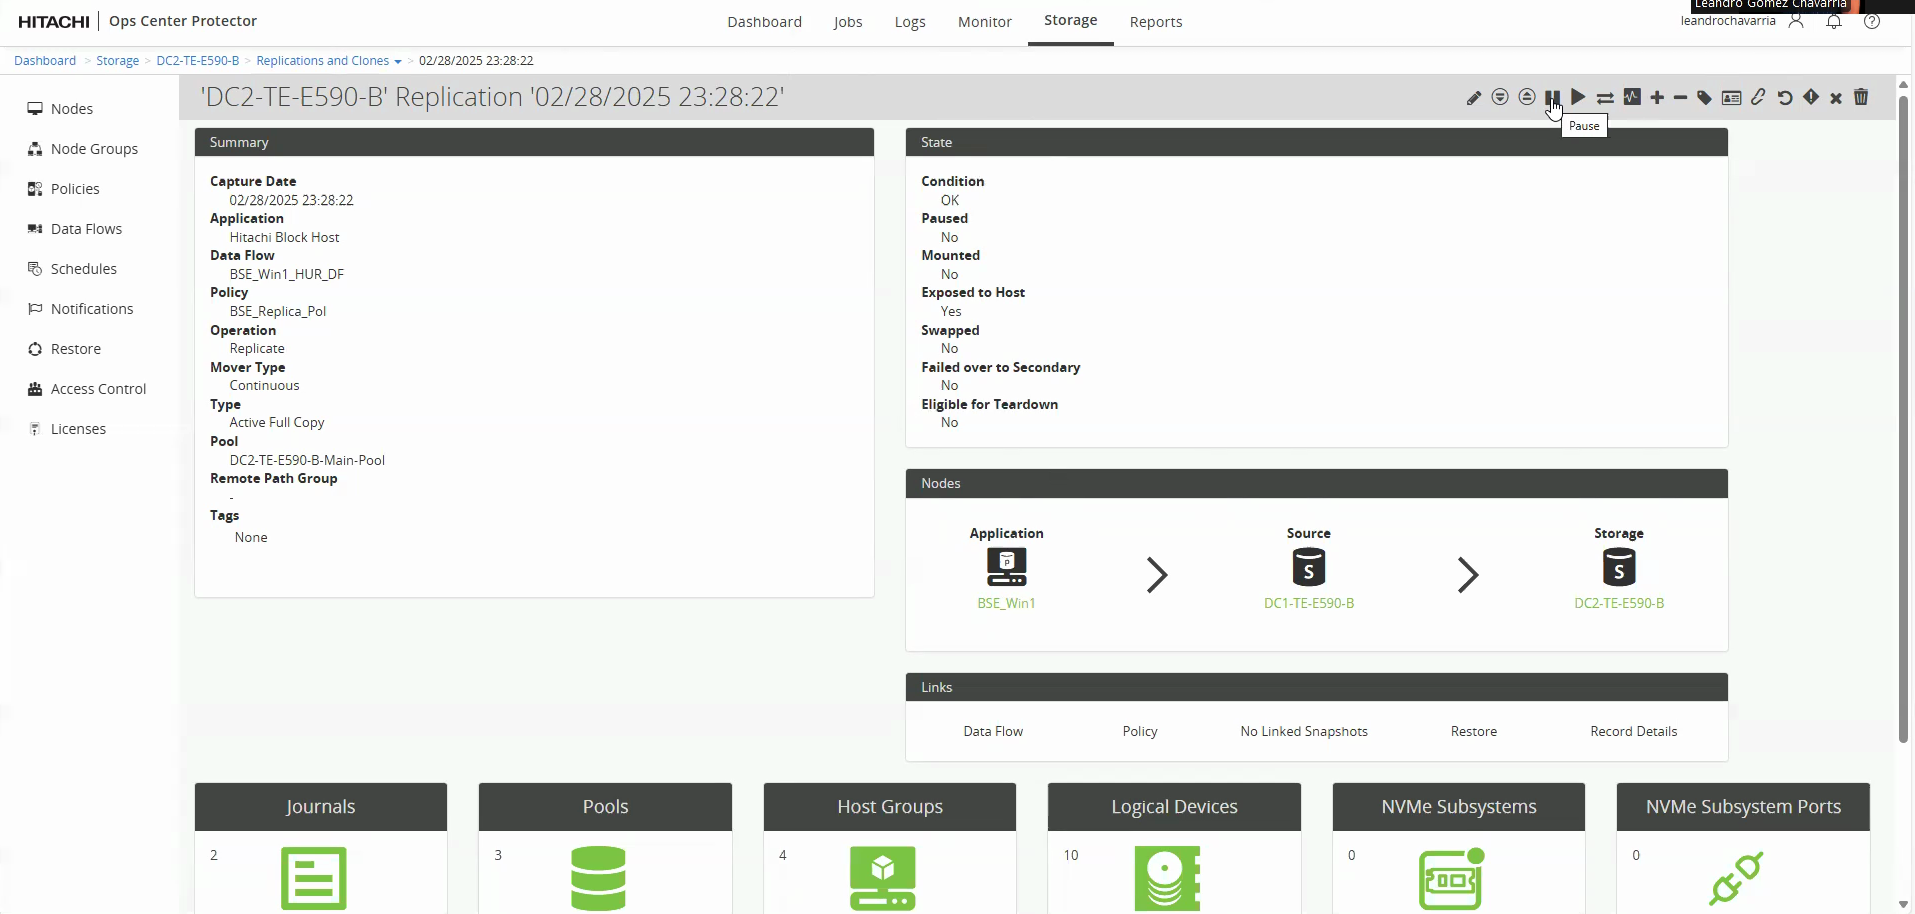 Leandro Gomez Chavarria
HITACHI Ops Center Protector
Dashboard Jobs Logs Monitor Storage Reports
leandrochavarria
Dashboard > Storage > DC2-TE-E590-B > Replications and Clones > 02/28/2025 23:28:22
Nodes
Node Groups
Policies
Data Flows
Schedules
Notifications
Restore
Access Control
Licenses
'DC2-TE-E590-B' Replication '02/28/2025 23:28:22'
Pause
Summary
Capture Date
02/28/2025 23:28:22
Application
Hitachi Block Host
Data Flow
BSE_Win1_HUR_DF
Policy
BSE_Replica_Pol
Operation
Replicate
Mover Type
Continuous
Type
Active Full Copy
Pool
DC2-TE-E590-B-Main-Pool
Remote Path Group
-
Tags
None
State
Condition
OK
Paused
No
Mounted
No
Exposed to Host
Yes
Swapped
No
Failed over to Secondary
No
Eligible for Teardown
No
Nodes
Application Source Storage
P S S
BSE_Win1 DC1-TE-E590-B DC2-TE-E590-B
Links
Data Flow Policy No Linked Snapshots Restore Record Details
Journals Pools Host Groups Logical Devices NVMe Subsystems NVMe Subsystem Ports
2 3 4 10 0 0